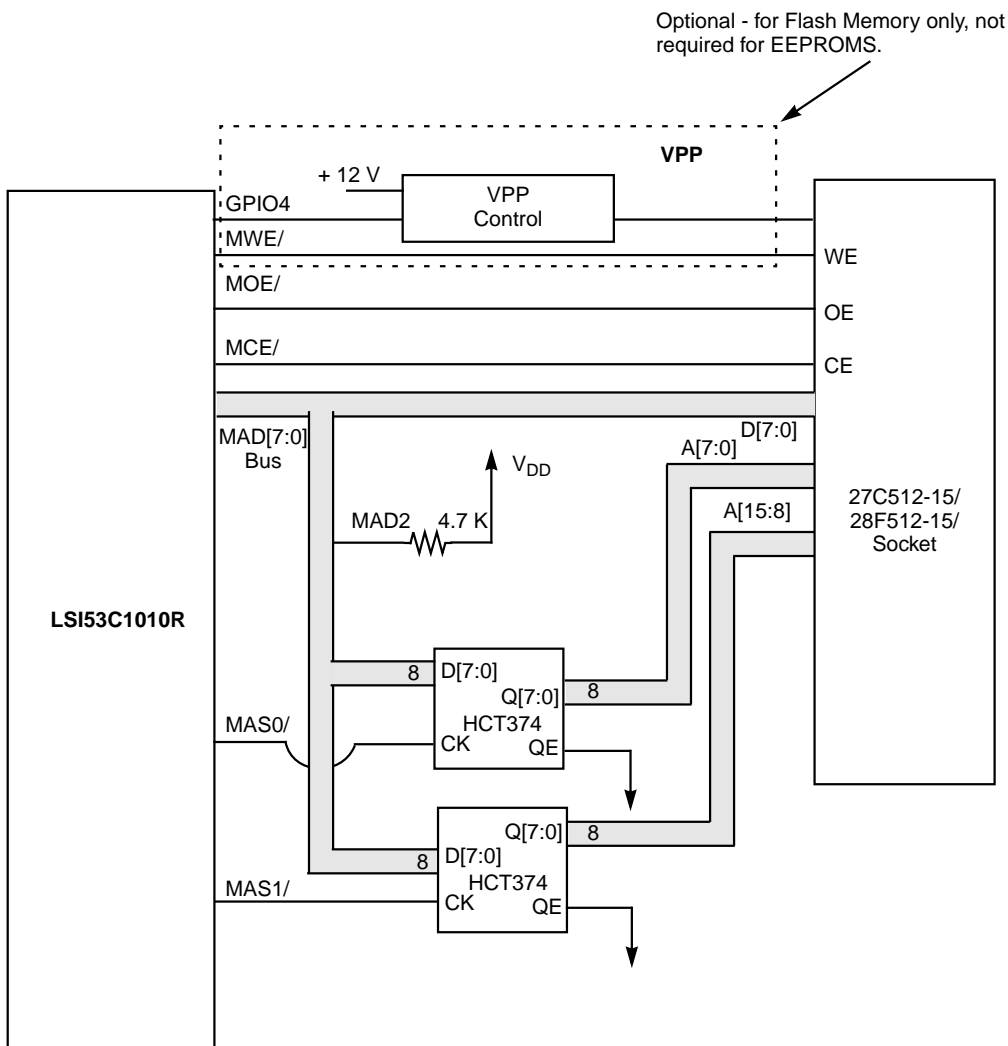 Optional - for Flash Memory only, not
required for EEPROMS.
VPP
+ 12 V
VPP
Control
GPIO4
MWE/
WE
MOE/
OE
MCE/
CE
MAD[7:0]
Bus
D[7:0]
A[7:0]
VDD
MAD2
4.7 K
A[15:8]
27C512-15/
28F512-15/
Socket
LSI53C1010R
8
D[7:0]
Q[7:0]
8
HCT374
MAS0/
CK
QE
Q[7:0]
8
8
D[7:0]
HCT374
MAS1/
CK
QE